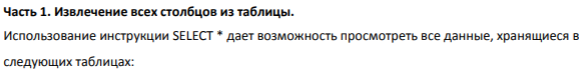 Часть 1. Извлечение всех столбцов из таблицы.
Использование инструкции SELECT * дает возможность просмотреть все данные, хранящиеся в
следующих таблицах: